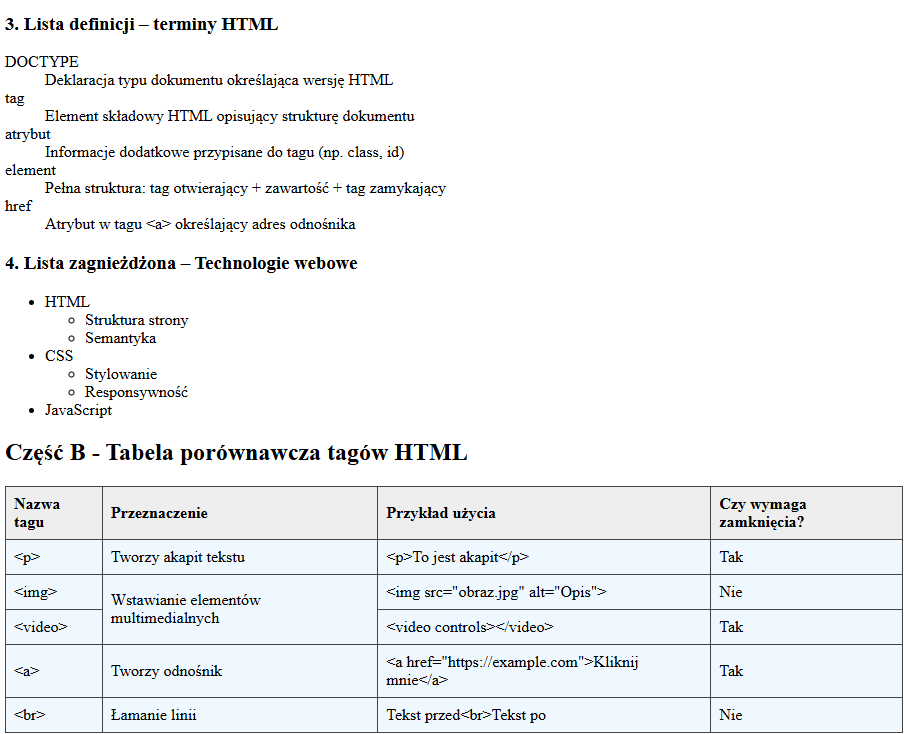 3. Lista definicji – terminy HTML
DOCTYPE
Deklaracja typu dokumentu określająca wersję HTML
tag
Element składowy HTML opisujący strukturę dokumentu
atrybut
Informacje dodatkowe przypisane do tagu (np. class, id)
element
Pełna struktura: tag otwierający + zawartość + tag zamykający
href
Atrybut w tagu <a> określający adres odnośnika
4. Lista zagnieżdżona – Technologie webowe
HTML
Struktura strony
Semantyka
CSS
Stylowanie
Responsywność
JavaScript
Część B - Tabela porównawcza tagów HTML
Nazwa
tagu
Przeznaczenie
Przykład użycia
Czy wymaga
zamknięcia?
<p>
Tworzy akapit tekstu
<p>To jest akapit</p>
Tak
<img>
Wstawianie elementów
multimedialnych
<img src="obraz.jpg" alt="Opis">
Nie
<video>
<video controls></video>
Tak
<a>
Tworzy odnośnik
<a href="https://example.com">Kliknij
mnie</a>
Tak
<br>
Łamanie linii
Tekst przed<br>Tekst po
Nie